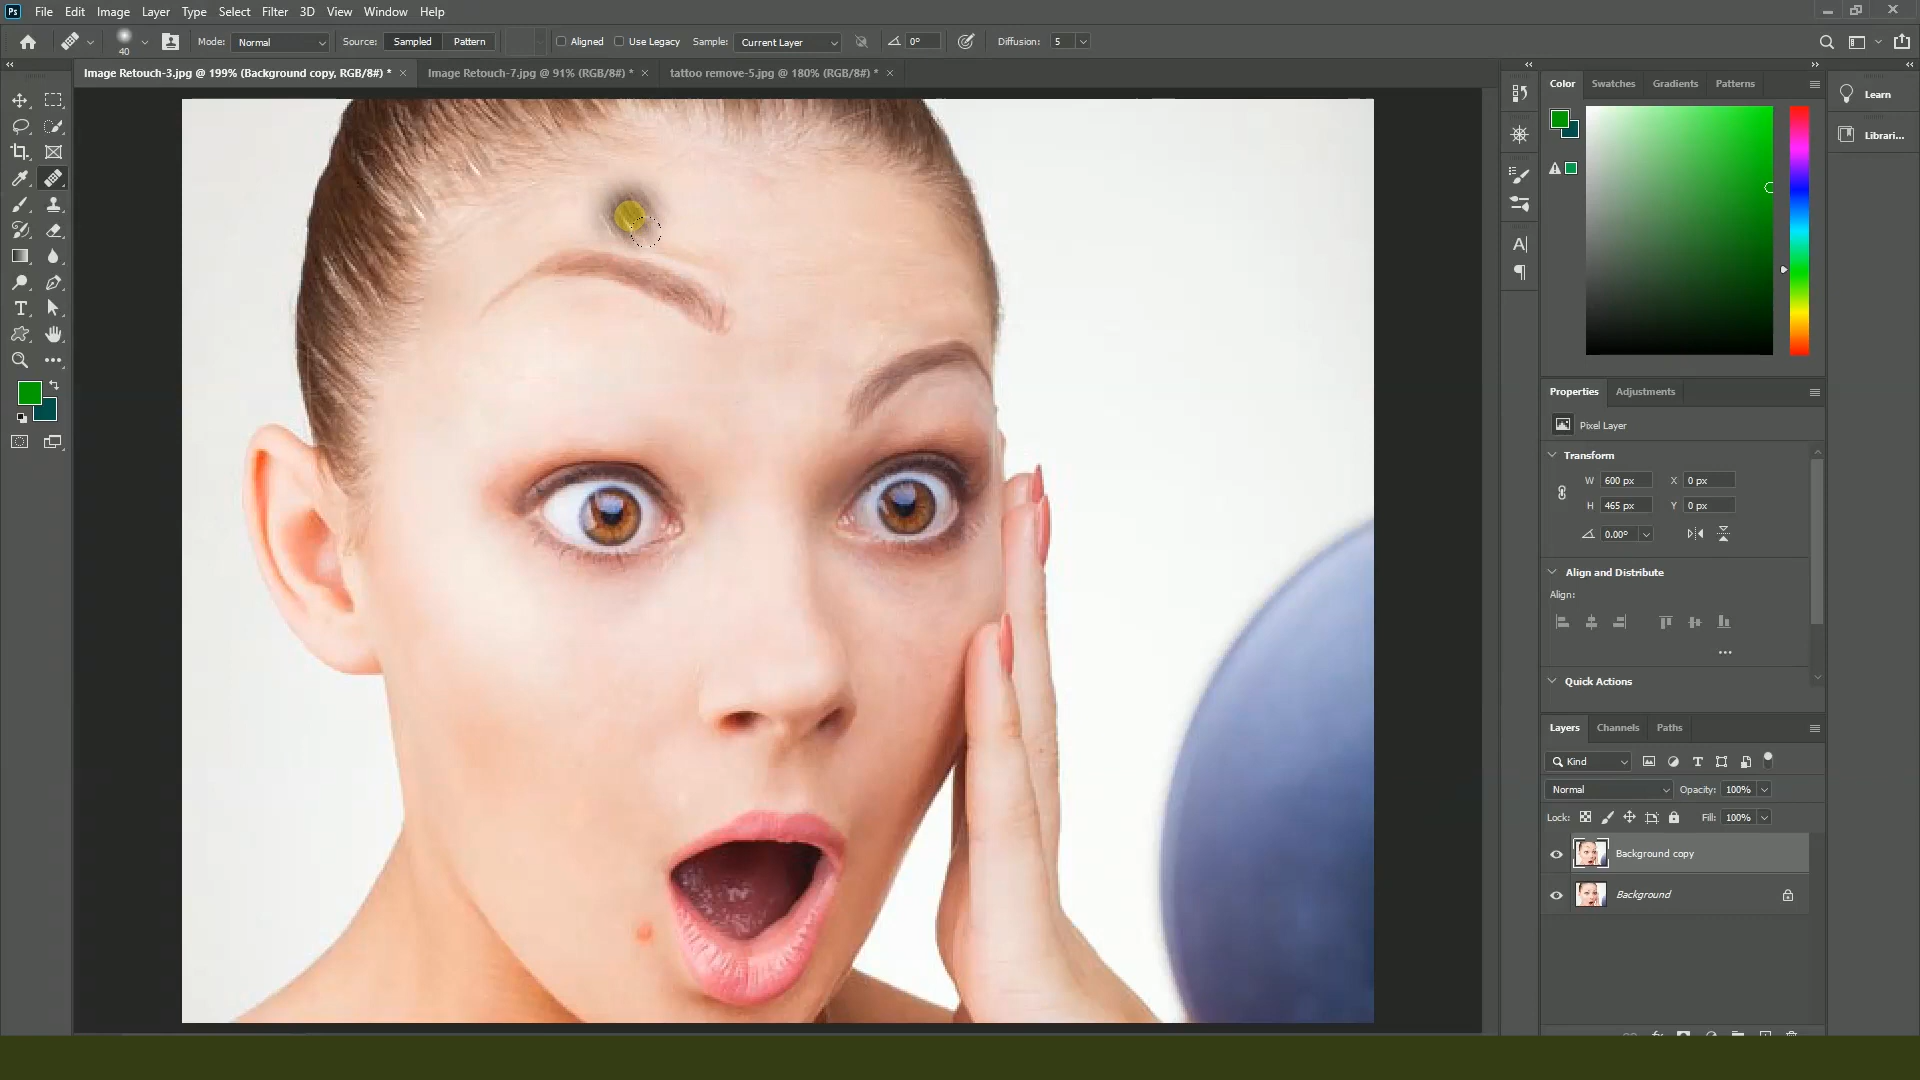 Ps File Edit Image Layer Type Select Filter 3D View Window Help
40 Mode: Normal Source: Sampled Pattern Aligned Use Legacy Sample: Current Layer 0° Diffusion: 5
Image Retouch-3.jpg @ 199% (Background copy, RGB/8#) * × Image Retouch-7.jpg @ 91% (RGB/8#) * × tattoo remove-5.jpg @ 180% (RGB/8#) * ×
Color Swatches Gradients Patterns
Learn
Librari...
Properties Adjustments
Pixel Layer
Transform
W 600 px X 0 px
H 465 px Y 0 px
0.00°
Align and Distribute
Align:
Quick Actions
Layers Channels Paths
Kind
Normal Opacity: 100%
Lock: Fill: 100%
Background copy
Background